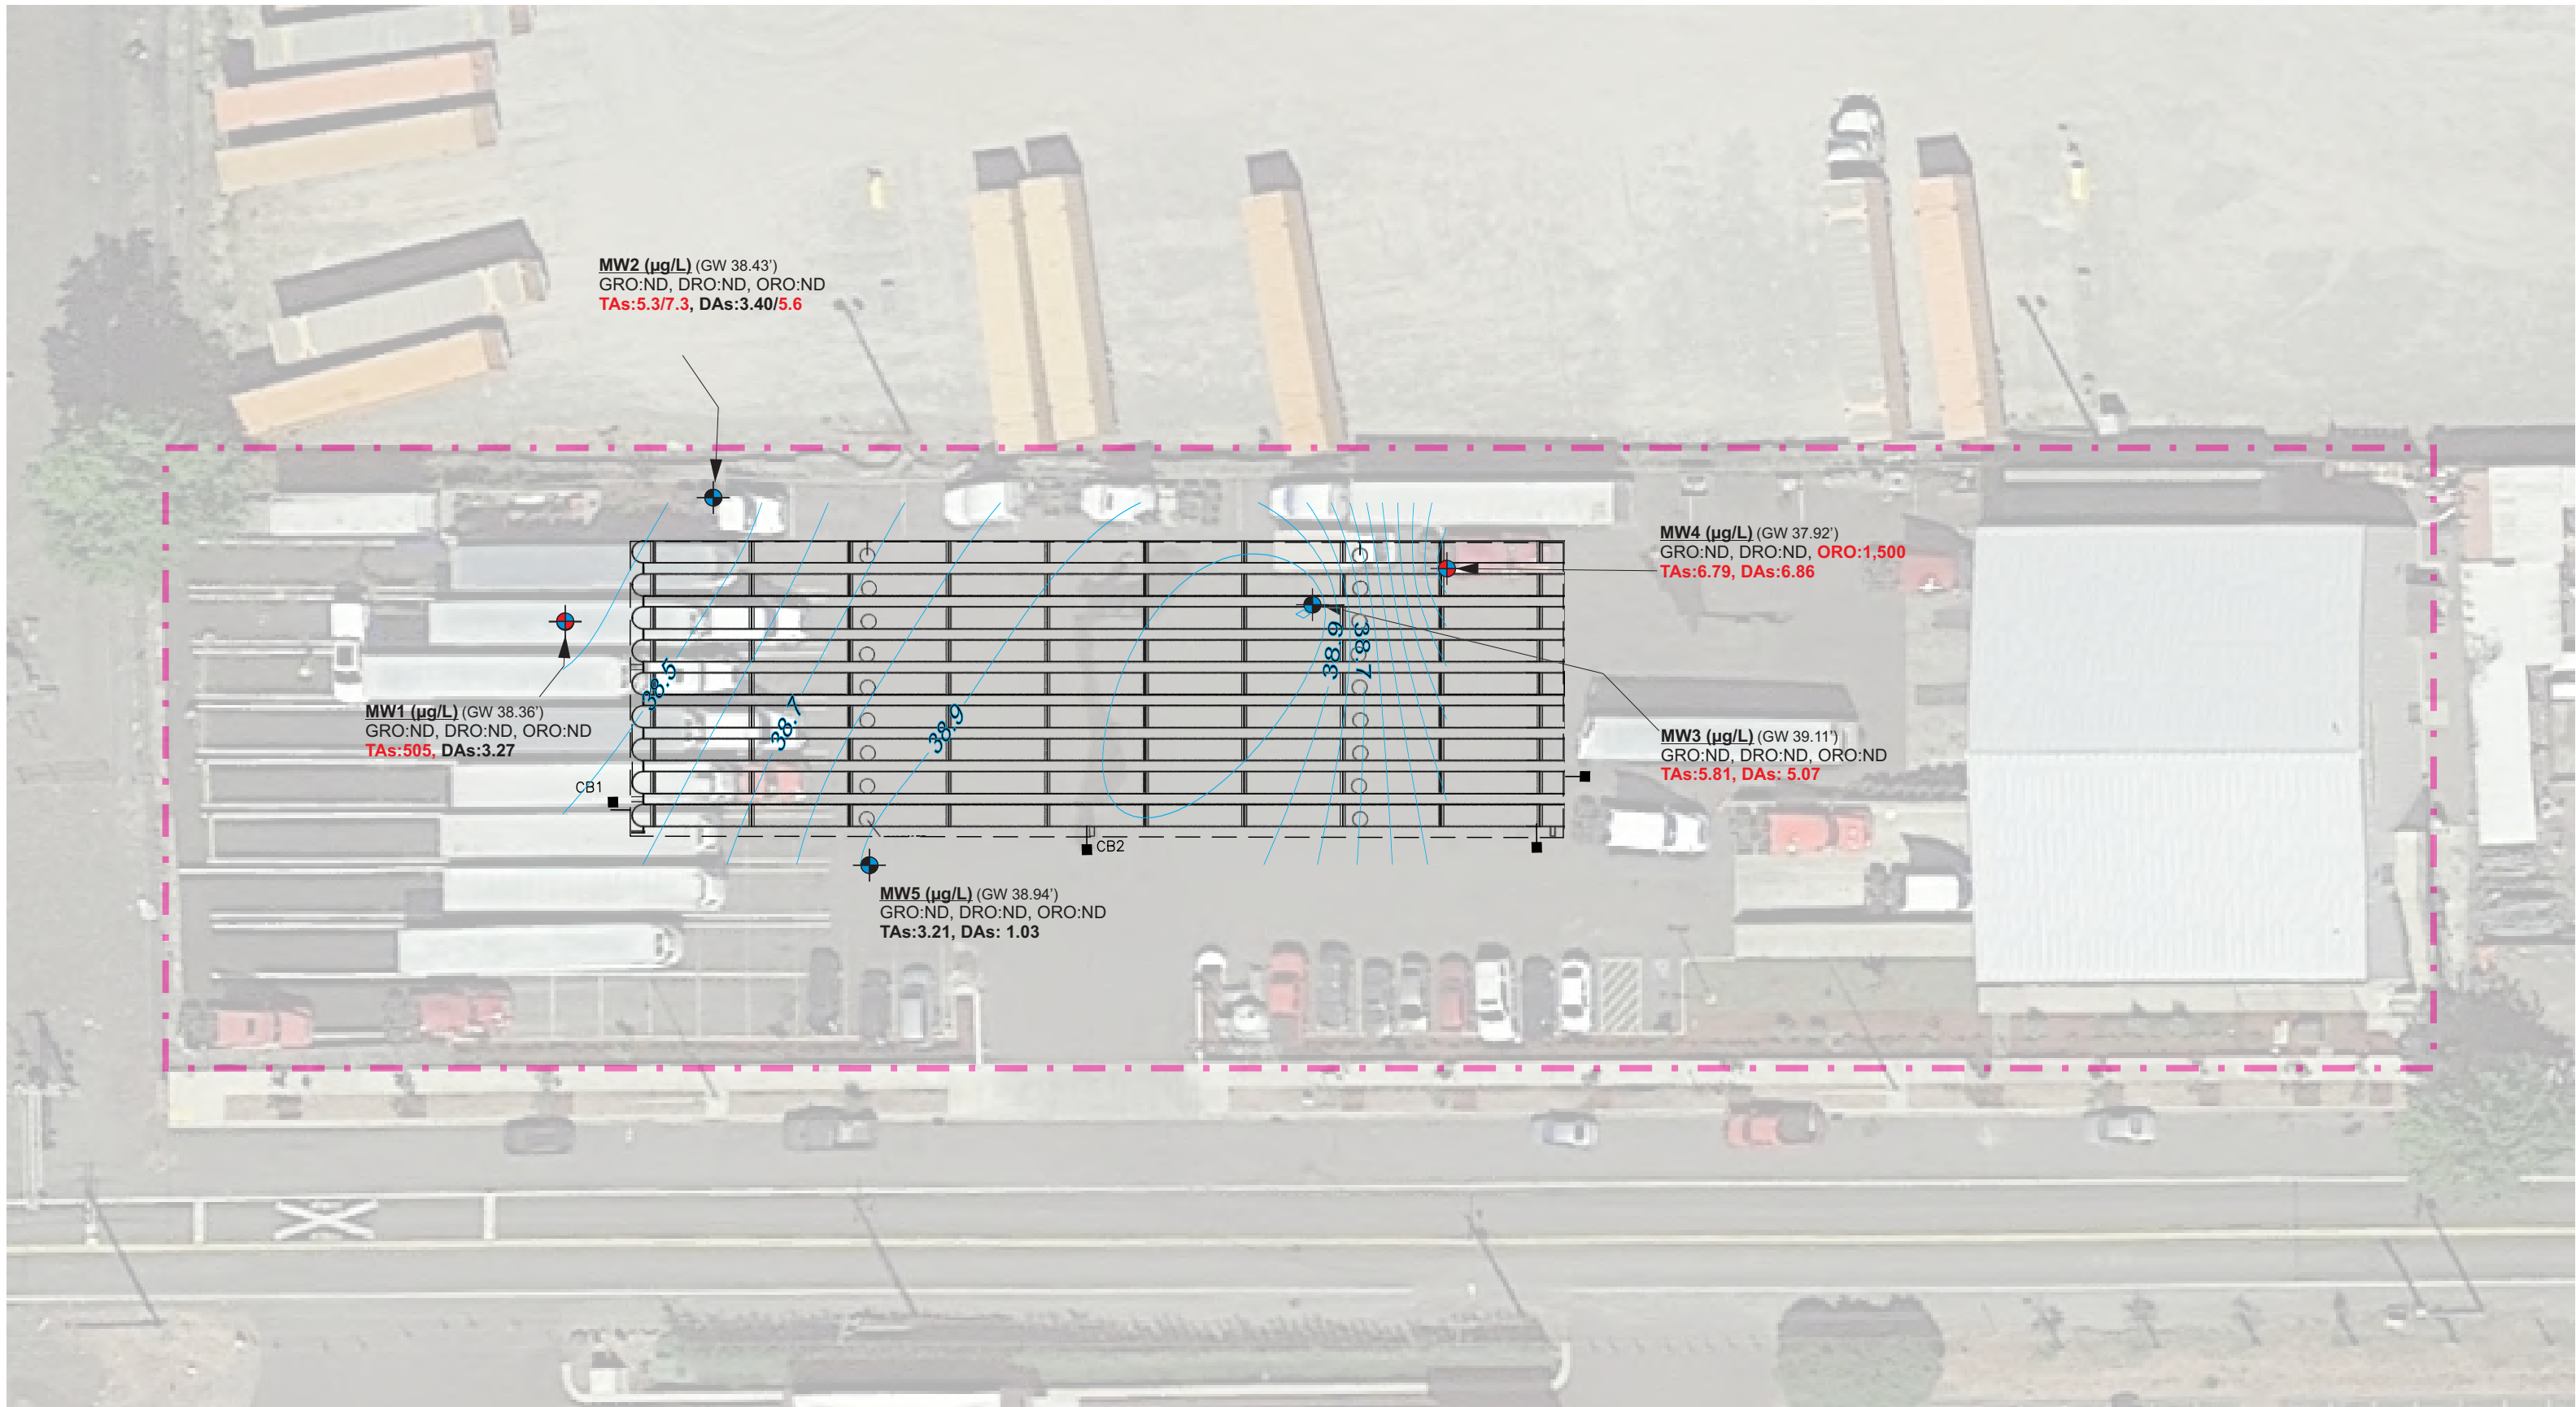 MW2 (µg/L) (GW 38.43’)
GRO:ND, DRO:ND, ORO:ND
TAs:5.3/7.3, DAs:3.40/5.6
MW4 (µg/L) (GW 37.92’)
GRO:ND, DRO:ND, ORO:1,500
TAs:6.79, DAs:6.86
38.9
38.7
38.5
38.7
38.9
MW1 (µg/L) (GW 38.36’)
GRO:ND, DRO:ND, ORO:ND
TAs:505, DAs:3.27
MW3 (µg/L) (GW 39.11’)
GRO:ND, DRO:ND, ORO:ND
TAs:5.81, DAs: 5.07
CB1
CB2
MW5 (µg/L) (GW 38.94’)
GRO:ND, DRO:ND, ORO:ND
TAs:3.21, DAs: 1.03